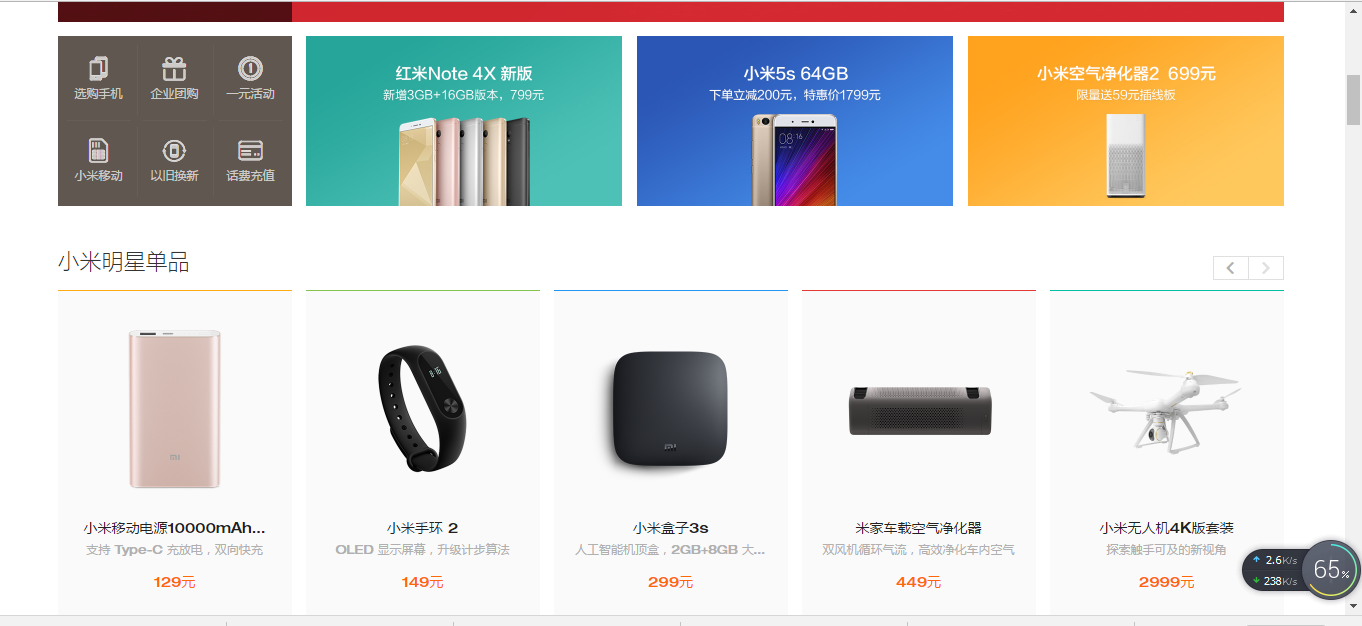 选购手机 企业团购 一元活动
小米移动 以旧换新 话费充值
红米Note 4X 新版
新增3GB+16GB版本，799元
小米5s 64GB
下单立减200元，特惠价1799元
08:16
小米空气净化器2 699元
限量送59元插线板
小米明星单品
mi
小米移动电源10000mAh...
支持 Type-C 充放电，双向快充
129元
小米手环 2
OLED 显示屏幕，升级计步算法
149元
mi
小米盒子3s
人工智能机顶盒，2GB+8GB 大...
299元
米家车载空气净化器
双风机循环气流，高效净化车内空气
449元
小米无人机4K版套装
探索触手可及的新视角
2999元
2.6K/s
238K/s
65%